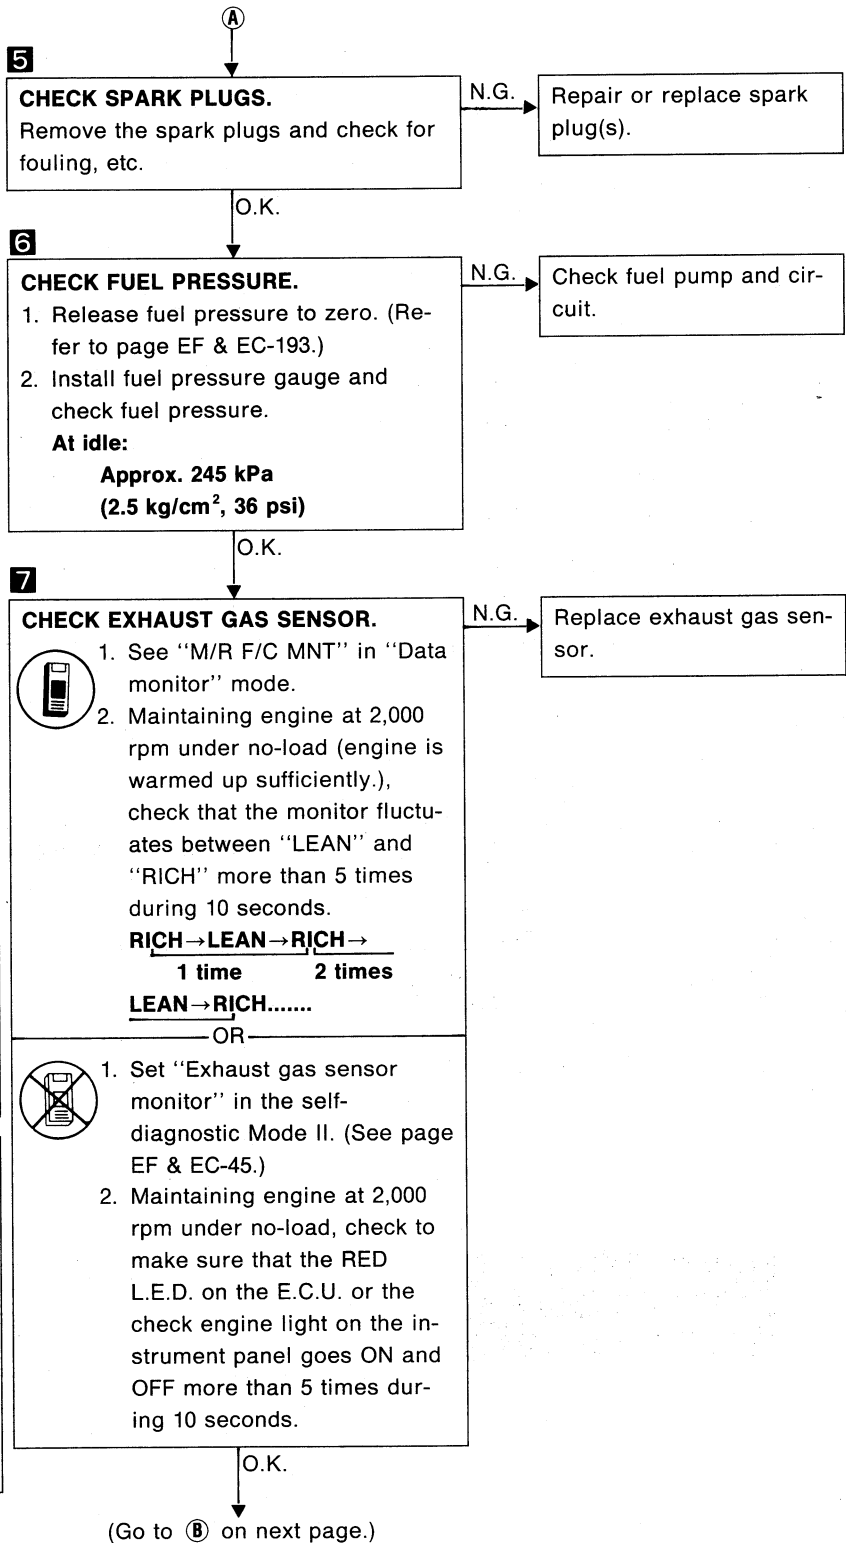 Ⓐ
5
CHECK SPARK PLUGS.
Remove the spark plugs and check for
fouling, etc.
N.G.
Repair or replace spark
plug(s).
O.K.
6
CHECK FUEL PRESSURE.
1. Release fuel pressure to zero. (Re-
fer to page EF & EC-193.)
2. Install fuel pressure gauge and
check fuel pressure.
At idle:
Approx. 245 kPa
(2.5 kg/cm², 36 psi)
N.G.
Check fuel pump and cir-
cuit.
O.K.
7
CHECK EXHAUST GAS SENSOR.
1. See ‘‘M/R F/C MNT’’ in ‘‘Data
monitor’’ mode.
2. Maintaining engine at 2,000
rpm under no-load (engine is
warmed up sufficiently.),
check that the monitor fluctu-
ates between ‘‘LEAN’’ and
‘‘RICH’’ more than 5 times
during 10 seconds.
RICH→LEAN→RICH→
1 time 2 times
LEAN→RICH.......
N.G.
Replace exhaust gas sen-
sor.
OR
1. Set ‘‘Exhaust gas sensor
monitor’’ in the self-
diagnostic Mode II. (See page
EF & EC-45.)
2. Maintaining engine at 2,000
rpm under no-load, check to
make sure that the RED
L.E.D. on the E.C.U. or the
check engine light on the in-
strument panel goes ON and
OFF more than 5 times dur-
ing 10 seconds.
O.K.
(Go to Ⓑ on next page.)